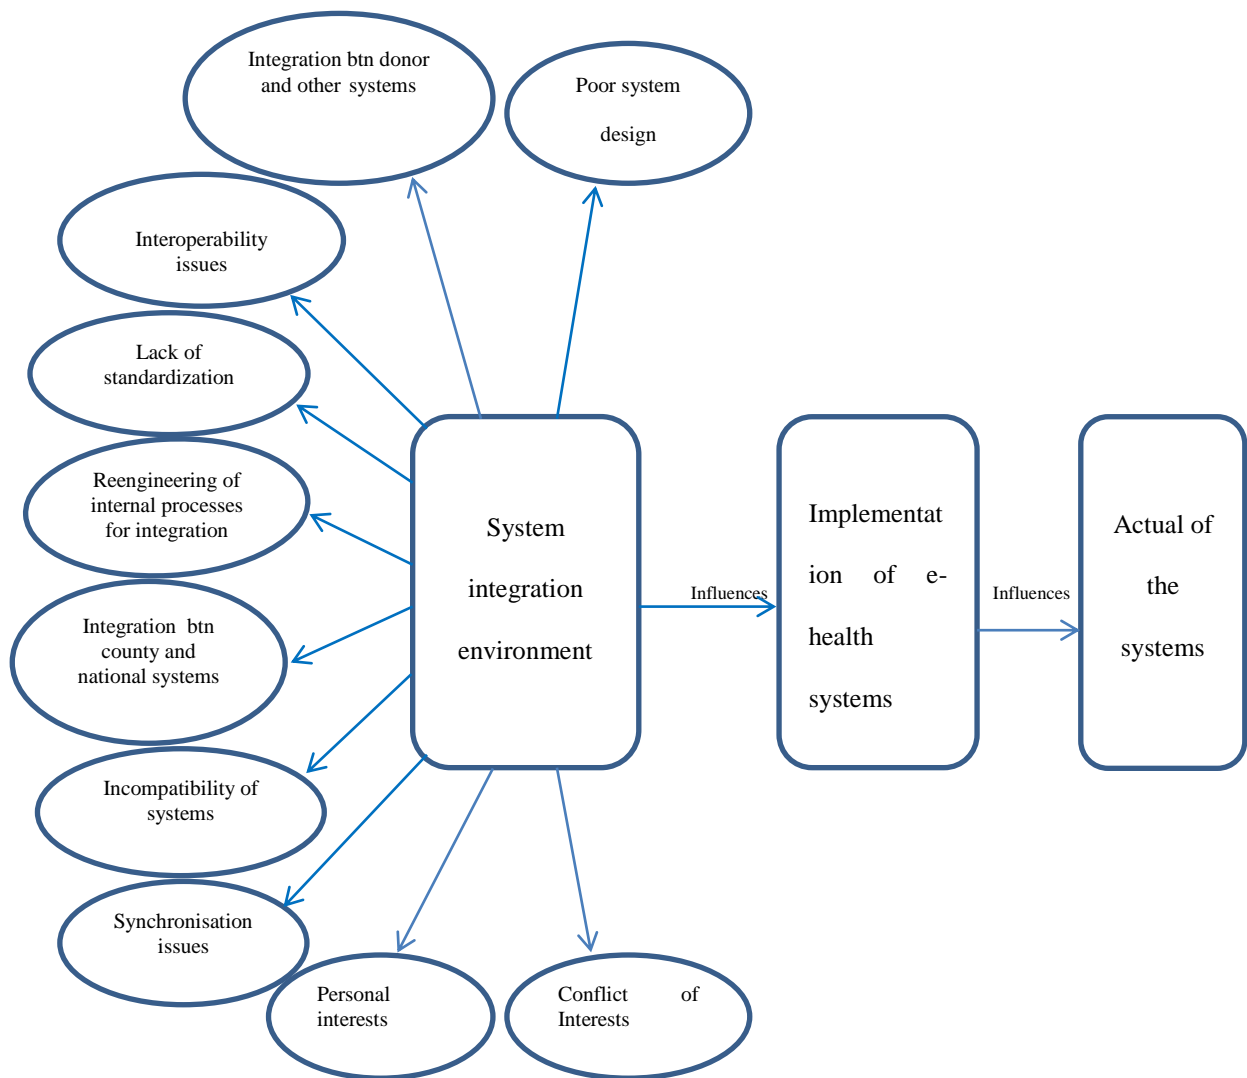 Integration btn donor
and other systems
Poor system
design
Interoperability
issues
Lack of
standardization
Reengineering of
internal processes
for integration
Integration btn
county and
national systems
Incompatibility of
systems
Synchronisation
issues
Personal
interests
Conflict of
Interests
System
integration
environment
Influences
Implementat
ion of e-
health
systems
Influences
Actual of
the
systems